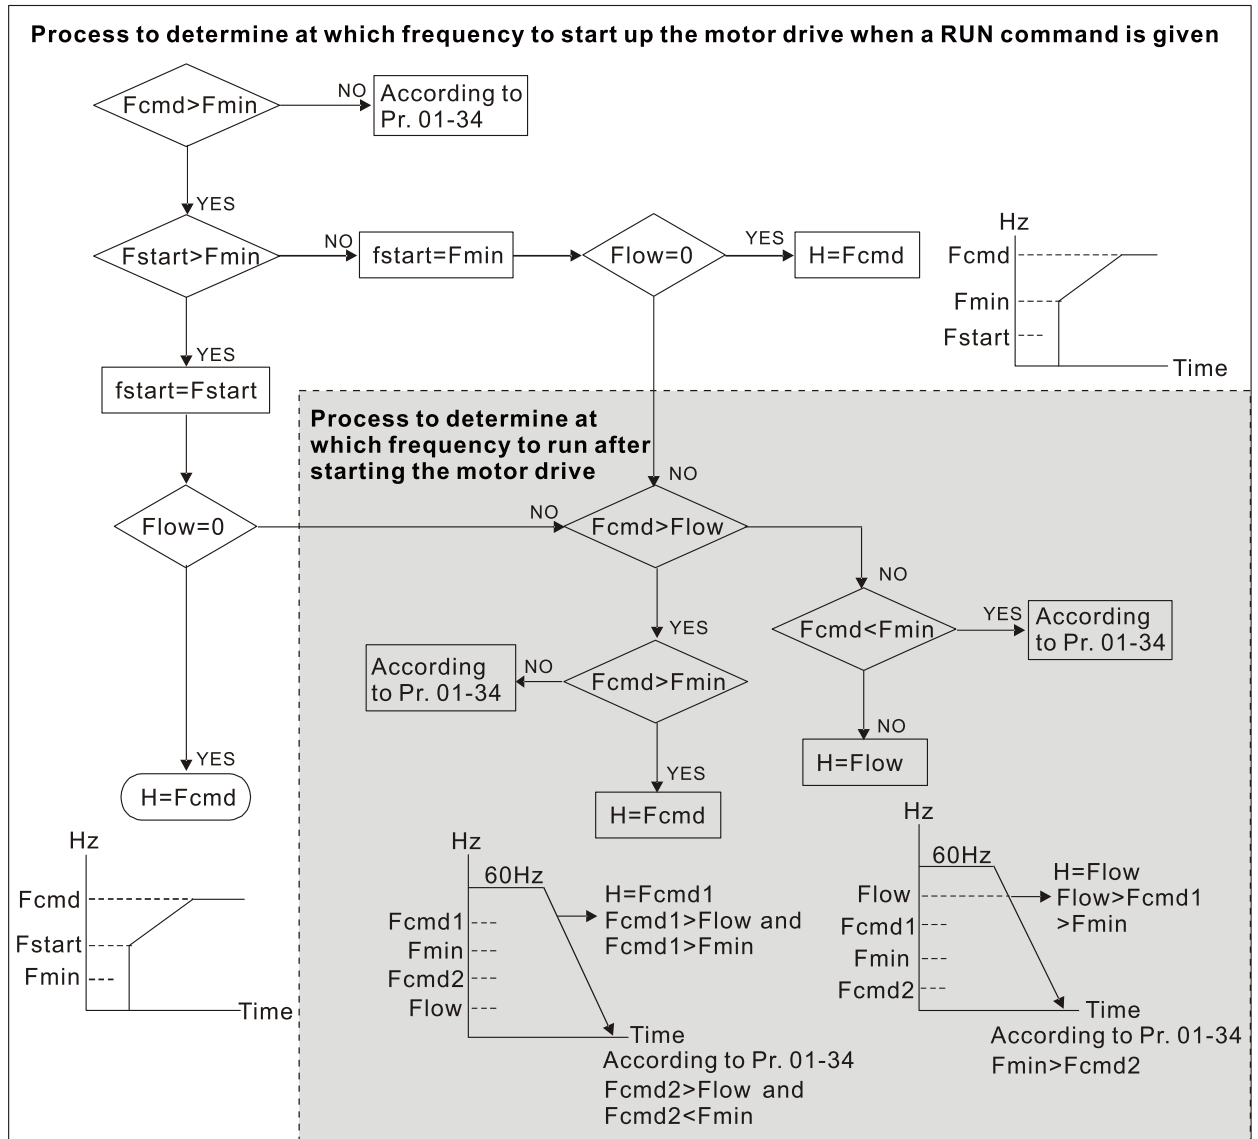 Process to determine at which frequency to start up the motor drive when a RUN command is given
Fcmd>Fmin
NO
According to
Pr. 01-34
YES
Fstart>Fmin
NO
fstart=Fmin
Flow=0
YES
H=Fcmd
Hz
Fcmd
Fmin
Fstart
Time
YES
fstart=Fstart
Process to determine at
which frequency to run after
starting the motor drive
NO
Flow=0
NO
Fcmd>Flow
NO
YES
Fcmd<Fmin
YES
According
to Pr. 01-34
According
to Pr. 01-34
NO
Fcmd>Fmin
NO
H=Flow
YES
H=Fcmd
YES
H=Fcmd
Hz
Fcmd
Fstart
Fmin
Time
Hz
60Hz
Fcmd1
Fmin
Fcmd2
Flow
H=Fcmd1
Fcmd1>Flow and
Fcmd1>Fmin
Time
According to Pr. 01-34
Fcmd2>Flow and
Fcmd2<Fmin
Hz
60Hz
Flow
Fcmd1
Fmin
Fcmd2
H=Flow
Flow>Fcmd1
>Fmin
Time
According to Pr. 01-34
Fmin>Fcmd2